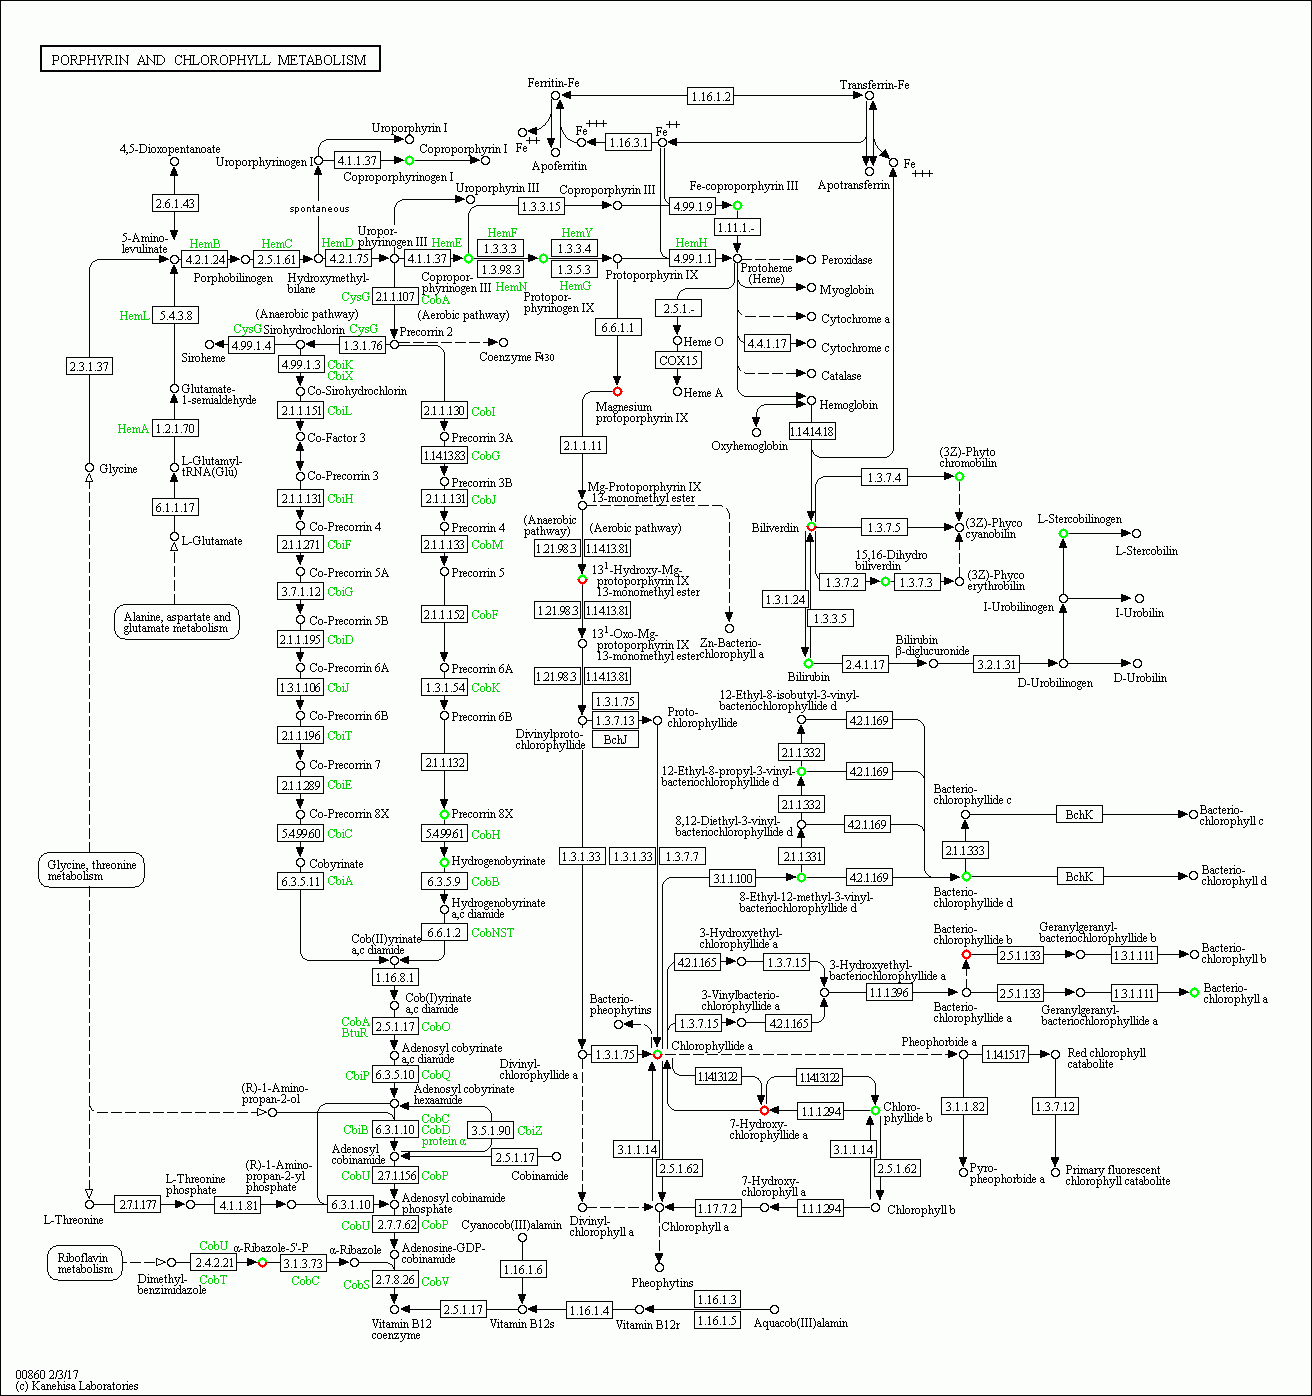 PORPHYRIN AND CHLOROPHYLL METABOLISM
Ferritin-Fe
1.16.1.2
Transferrin-Fe
Uroporphyrin I
Fe
++
Fe
+++
1.16.3.1
Fe
++
Apoferritin
Apotransferrin
Fe
+++
4,5-Dioxopentanoate
Uroporphyrinogen I
4.1.1.37
Coproporphyrin I
Coproporphyrinogen I
2.6.1.43
spontaneous
Uroporphyrin III
Coproporphyrin III
Fe-coproporphyrin III
1.3.3.15
4.99.1.9
1.11.1.-
5-Amino-
levulinate
HemB
4.2.1.24
HemC
2.5.1.61
HemD
4.2.1.75
Uropor-
phyrinogen III
HemE
4.1.1.37
HemF
1.3.3.3
1.3.98.3
HemN
HemY
1.3.3.4
1.3.5.3
HemG
HemH
4.99.1.1
Porphobilinogen
Hydroxymethyl-
bilane
Copropor-
phyrinogen III
Protopor-
phyrinogen IX
Protoporphyrin IX
Protoheme
(Heme)
Peroxidase
Myoglobin
Cytochrome a
4.4.1.17
Cytochrome c
Catalase
Hemoglobin
Oxyhemoglobin
2.5.1.-
Heme O
COX15
Heme A
CysG
2.1.1.107
CobA
(Anaerobic pathway)
(Aerobic pathway)
HemL
5.4.3.8
CysG
Sirohydrochlorin
CysG
Precorrin 2
Siroheme
4.99.1.4
1.3.1.76
Coenzyme F430
6.6.1.1
2.3.1.37
4.99.1.3
CbiK
CbiX
Glutamate-
1-semialdehyde
Co-Sirohydrochlorin
Magnesium
protoporphyrin IX
2.1.1.151
CbiL
2.1.1.130
CobI
HemA
1.2.1.70
Co-Factor 3
Precorrin 3A
2.1.1.11
1.14.14.18
1.14.13.83
CobG
Glycine
L-Glutamyl-
tRNA(Glu)
Co-Precorrin 3
Precorrin 3B
(3Z)-Phyto
chromobilin
1.3.7.4
Mg-Protoporphyrin IX
13-monomethyl ester
6.1.1.17
2.1.1.131
CbiH
2.1.1.131
CobJ
Co-Precorrin 4
Precorrin 4
(Anaerobic
pathway)
(Aerobic pathway)
Biliverdin
1.3.7.5
(3Z)-Phyco
cyanobilin
L-Stercobilinogen
L-Stercobilin
L-Glutamate
2.1.1.271
CbiF
2.1.1.133
CobM
1.21.98.3
1.14.13.81
15,16-Dihydro
biliverdin
Co-Precorrin 5A
Precorrin 5
13¹-Hydroxy-Mg-
protoporphyrin IX
13-monomethyl ester
1.3.7.2
1.3.7.3
(3Z)-Phyco
erythrobilin
3.7.1.12
CbiG
1.3.1.24
1.3.3.5
I-Urobilinogen
I-Urobilin
Alanine, aspartate and
glutamate metabolism
Co-Precorrin 5B
2.1.1.152
CobF
1.21.98.3
1.14.13.81
2.1.1.195
CbiD
13¹-Oxo-Mg-
protoporphyrin IX
13-monomethyl ester
Zn-Bacterio-
chlorophyll a
Bilirubin
β-diglucuronide
Bilirubin
2.4.1.17
3.2.1.31
D-Urobilinogen
D-Urobilin
Co-Precorrin 6A
Precorrin 6A
1.21.98.3
1.14.13.81
1.3.1.106
CbiJ
1.3.1.54
CobK
12-Ethyl-8-isobutyl-3-vinyl-
bacteriochlorophyllide d
Co-Precorrin 6B
Precorrin 6B
1.3.1.75
1.3.7.13
BchJ
Proto-
chlorophyllide
4.2.1.169
Divinylproto-
chlorophyllide
2.1.1.196
CbiT
2.1.1.332
Co-Precorrin 7
2.1.1.132
12-Ethyl-8-propyl-3-vinyl-
bacteriochlorophyllide d
4.2.1.169
2.1.1.289
CbiE
2.1.1.332
Bacterio-
chlorophyllide c
Co-Precorrin 8X
Precorrin 8X
8,12-Diethyl-3-vinyl-
bacteriochlorophyllide d
4.2.1.169
BchK
Bacterio-
chlorophyll c
5.4.99.60
CbiC
5.4.99.61
CobH
2.1.1.333
Glycine, threonine
metabolism
Cobyrinate
Hydrogenobyrinate
1.3.1.33
1.3.1.33
1.3.7.7
2.1.1.331
6.3.5.11
CbiA
6.3.5.9
CobB
3.1.1.100
4.2.1.169
BchK
Bacterio-
chlorophyll d
8-Ethyl-12-methyl-3-vinyl-
bacteriochlorophyllide d
Bacterio-
chlorophyllide d
Hydrogenobyrinate
a,c diamide
6.6.1.2
CobNST
3-Hydroxyethyl-
chlorophyllide a
Bacterio-
chlorophyllide b
Geranylgeranyl-
bacteriochlorophyllide b
Cob(II)yrinate
a,c diamide
4.2.1.165
1.3.7.15
3-Hydroxyethyl-
bacteriochlorophyllide a
2.5.1.133
1.3.1.111
Bacterio-
chlorophyll b
1.16.8.1
1.1.1.396
2.5.1.133
1.3.1.111
Bacterio-
chlorophyll a
Cob(I)yrinate
a,c diamide
Bacterio-
pheophytins
3-Vinylbacterio-
chlorophyllide a
Bacterio-
chlorophyllide a
Geranylgeranyl-
bacteriochlorophyllide a
CobA
BtuR
2.5.1.17
CobO
1.3.7.15
4.2.1.165
Adenosyl cobyrinate
a,c diamide
Divinyl-
chlorophyllide a
1.3.1.75
Chlorophyllide a
Pheophorbide a
1.14.15.17
Red chlorophyll
catabolite
CbiP
6.3.5.10
CobQ
1.14.13.122
1.14.13.122
(R)-1-Amino-
propan-2-ol
Adenosyl cobyrinate
hexaamide
3.1.1.82
1.3.7.12
CbiB
6.3.1.10
CobC
CobD
protein α
3.5.1.90
CbiZ
7-Hydroxy-
chlorophyllide a
1.1.1.294
Chloro-
phyllide b
Adenosyl
cobinamide
2.5.1.17
Cobinamide
3.1.1.14
2.5.1.62
3.1.1.14
2.5.1.62
L-Threonine
phosphate
(R)-1-Amino-
propan-2-yl
phosphate
CobU
2.7.1.156
CobP
Pyro-
pheophorbide a
Primary fluorescent
chlorophyll catabolite
7-Hydroxy-
chlorophyll a
L-Threonine
2.7.1.177
4.1.1.81
6.3.1.10
Adenosyl cobinamide
phosphate
Divinyl-
chlorophyll a
Chlorophyll a
1.17.7.2
1.1.1.294
Chlorophyll b
CobU
2.7.7.62
CobP
Cyanocob(III)alamin
Riboflavin
metabolism
CobU
2.4.2.21
CobT
α-Ribazole-5'-P
3.1.3.73
CobC
α-Ribazole
Adenosine-GDP-
cobinamide
Dimethyl-
benzimidazole
CobS
2.7.8.26
CobV
1.16.1.6
Pheophytins
2.5.1.17
1.16.1.4
1.16.1.3
1.16.1.5
Vitamin B12
coenzyme
Vitamin B12s
Vitamin B12r
Aquacob(III)alamin
00860 2/3/17
(c) Kanehisa Laboratories